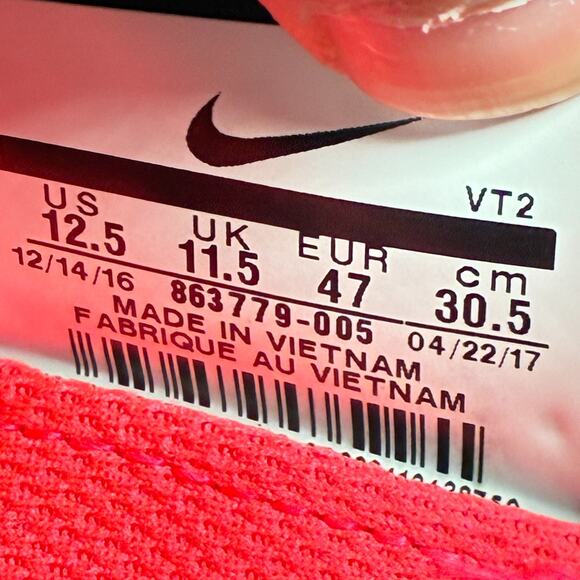 VT2
US UK EUR cm
12.5 11.5 47 30.5
12/14/16 863779-005 04/22/17
MADE IN VIETNAM
FABRIQUE AU VIETNAM